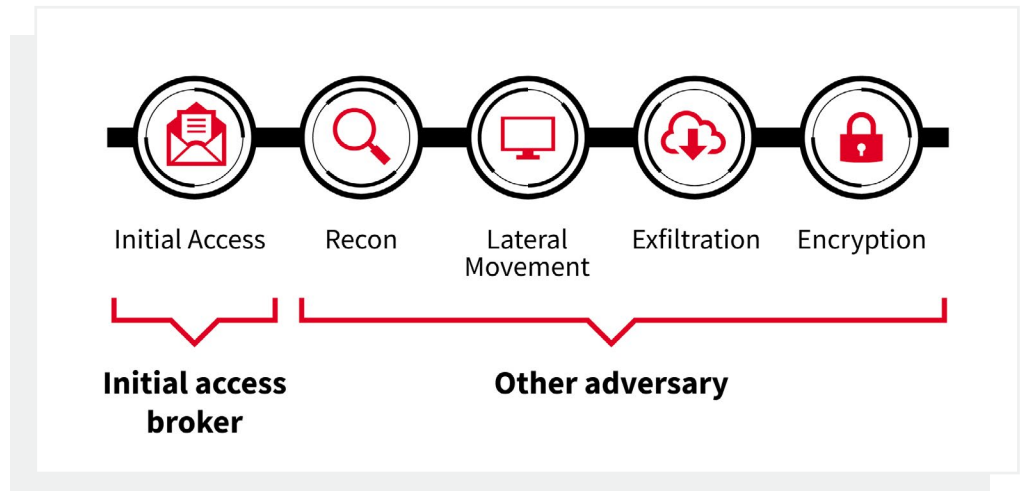 Initial Access
Recon
Lateral
Movement
Exfiltration
Encryption
Initial access
broker
Other adversary